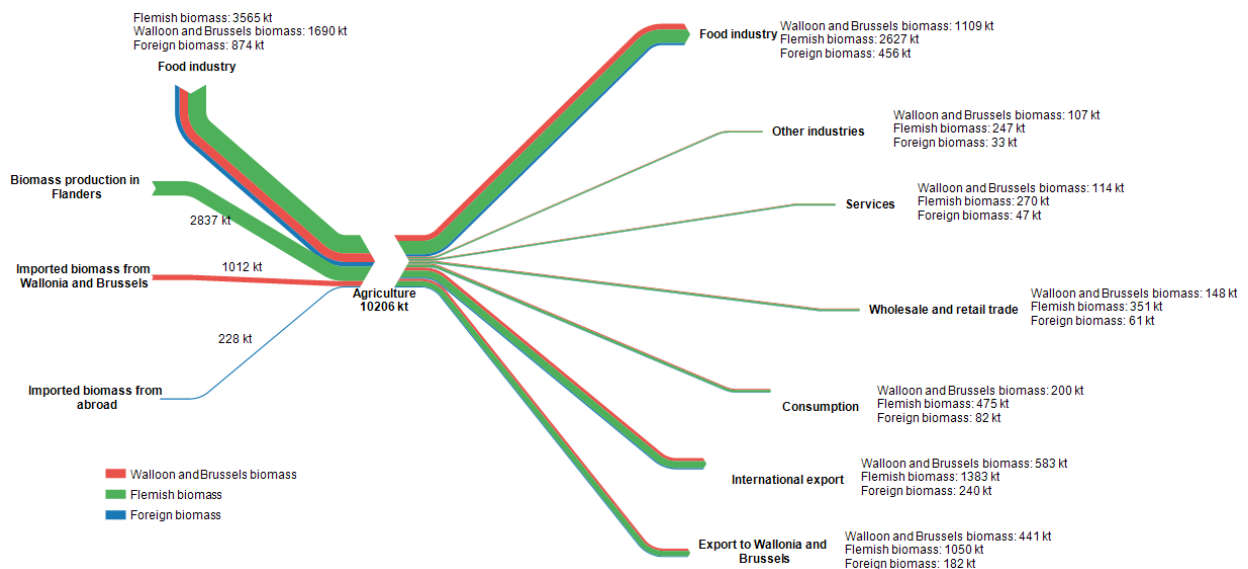 Flemish biomass: 3565 kt
Walloon and Brussels biomass: 1690 kt
Foreign biomass: 874 kt
Food industry
Biomass production in
Flanders
2837 kt
Imported biomass from
Wallonia and Brussels
1012 kt
228 kt
Imported biomass from
abroad
Agriculture
10206 kt
Food industry
Walloon and Brussels biomass: 1109 kt
Flemish biomass: 2627 kt
Foreign biomass: 456 kt
Other industries
Walloon and Brussels biomass: 107 kt
Flemish biomass: 247 kt
Foreign biomass: 33 kt
Services
Walloon and Brussels biomass: 114 kt
Flemish biomass: 270 kt
Foreign biomass: 47 kt
Wholesale and retail trade
Walloon and Brussels biomass: 148 kt
Flemish biomass: 351 kt
Foreign biomass: 61 kt
Consumption
Walloon and Brussels biomass: 200 kt
Flemish biomass: 475 kt
Foreign biomass: 82 kt
International export
Walloon and Brussels biomass: 583 kt
Flemish biomass: 1383 kt
Foreign biomass: 240 kt
Export to Wallonia and
Brussels
Walloon and Brussels biomass: 441 kt
Flemish biomass: 1050 kt
Foreign biomass: 182 kt
Walloon and Brussels biomass
Flemish biomass
Foreign biomass